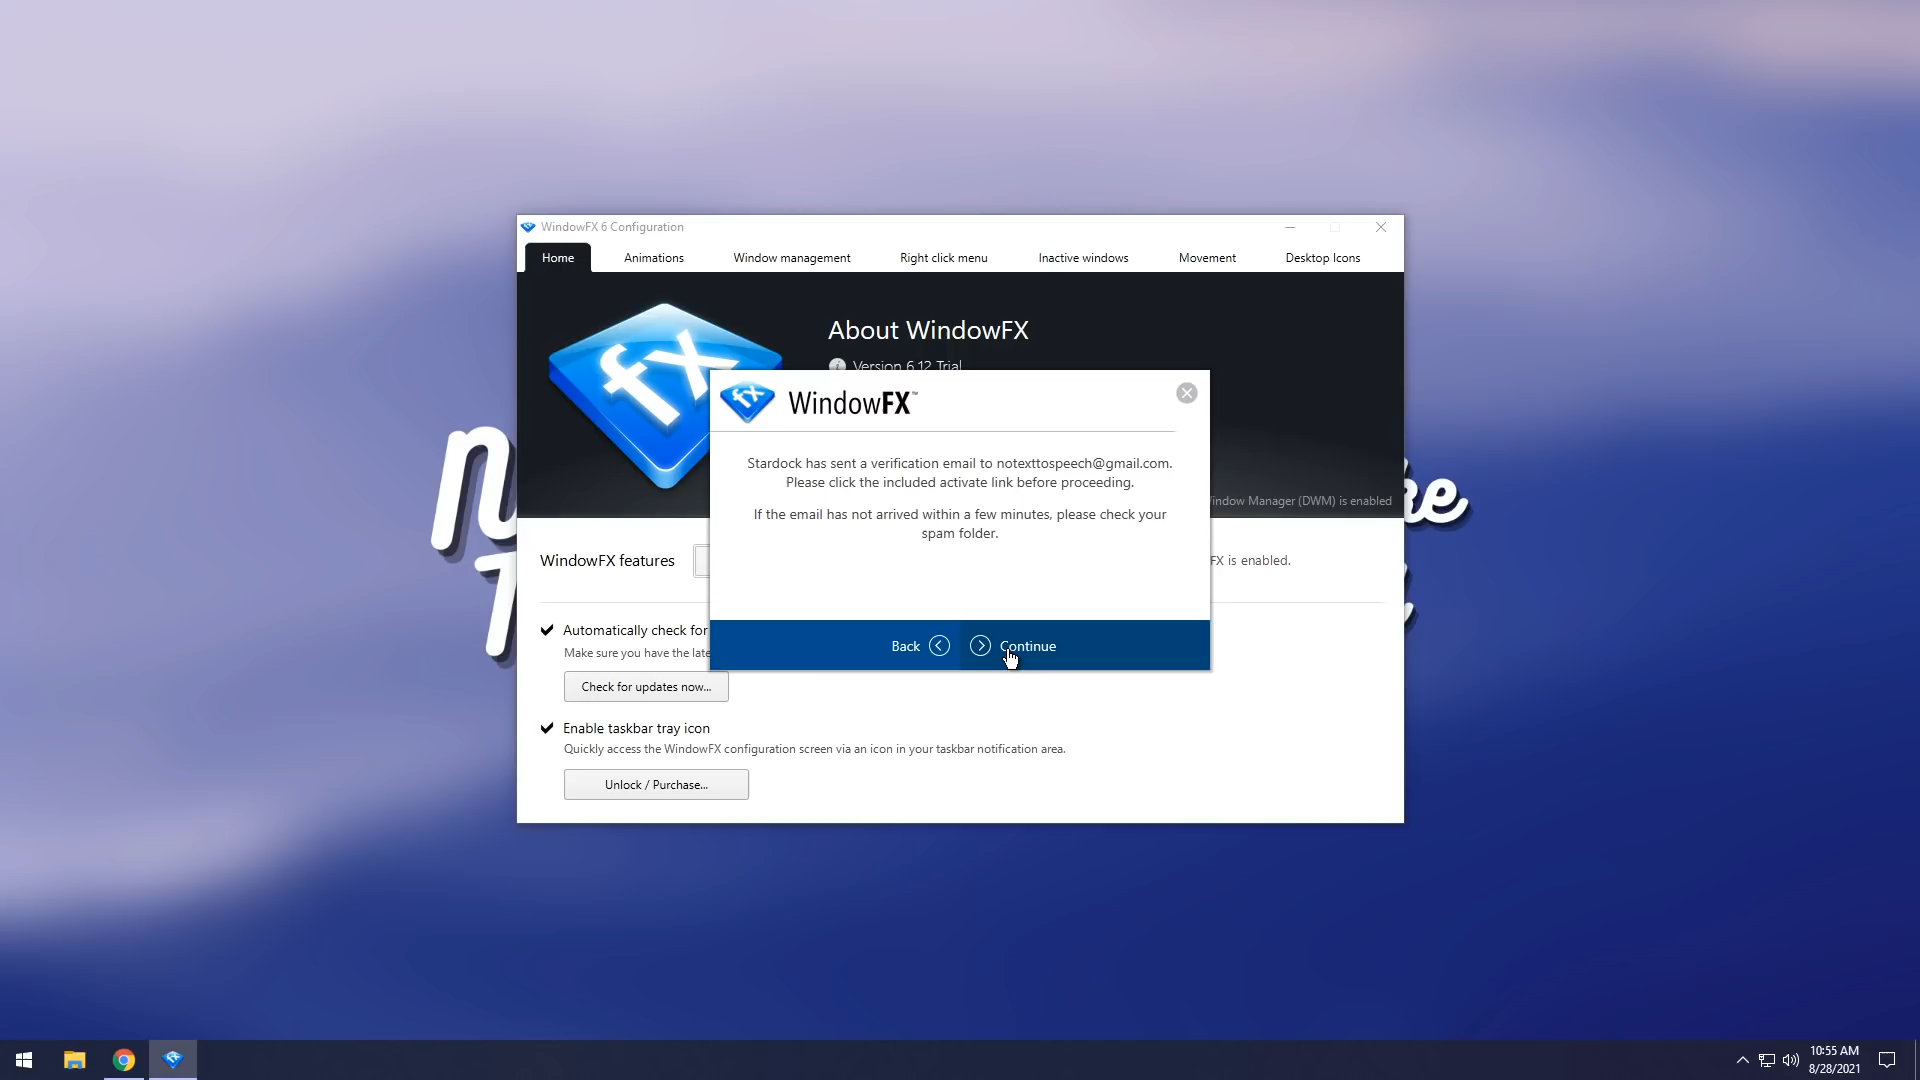 WindowFX 6 Configuration
Home Animations Window management Right click menu Inactive windows Movement Desktop Icons
fx
About WindowFX
Version 6.12 Trial
fx WindowFX™
Stardock has sent a verification email to notexttospeech@gmail.com.
Please click the included activate link before proceeding.
If the email has not arrived within a few minutes, please check your
spam folder.
Window Manager (DWM) is enabled
WindowFX features
FX is enabled.
Automatically check for
Make sure you have the late
Back Continue
Check for updates now...
Enable taskbar tray icon
Quickly access the WindowFX configuration screen via an icon in your taskbar notification area.
Unlock / Purchase...
10:55 AM
8/28/2021